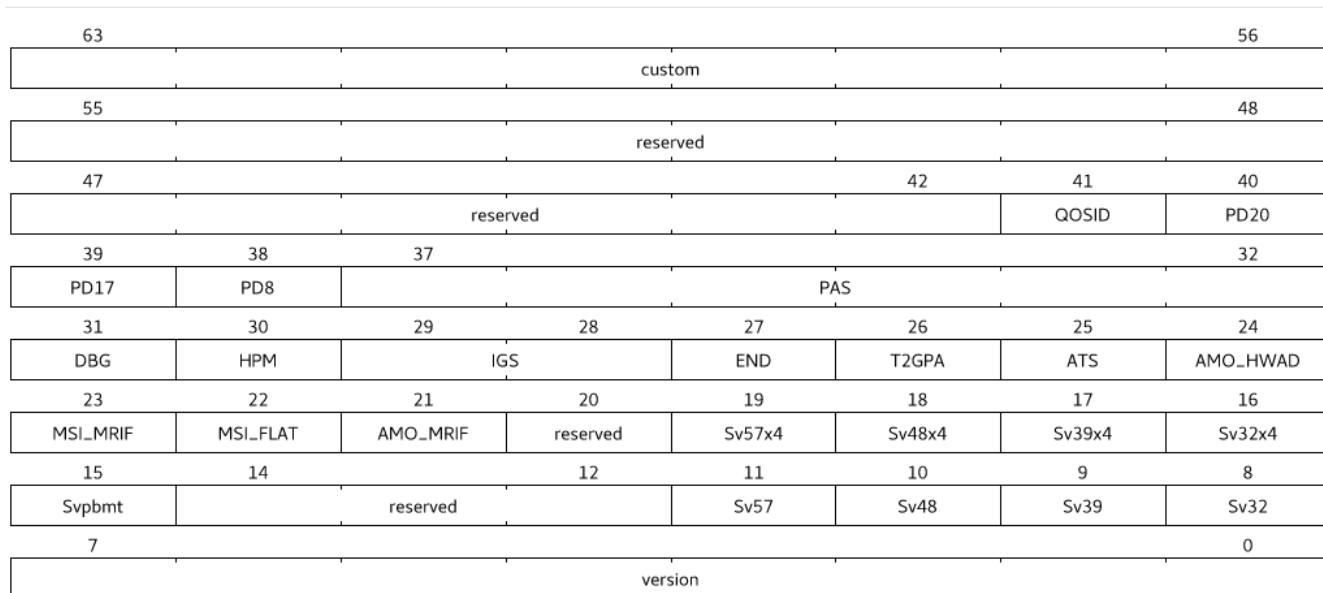 63 56
custom
55 48
reserved
47 42 41 40
reserved QOSID PD20
39 38 37 32
PD17 PD8 PAS
31 30 29 28 27 26 25 24
DBG HPM IGS END T2GPA ATS AMO_HWAD
23 22 21 20 19 18 17 16
MSI_MRIF MSI_FLAT AMO_MRIF reserved Sv57x4 Sv48x4 Sv39x4 Sv32x4
15 14 12 11 10 9 8
Svpbmt reserved Sv57 Sv48 Sv39 Sv32
7 0
version